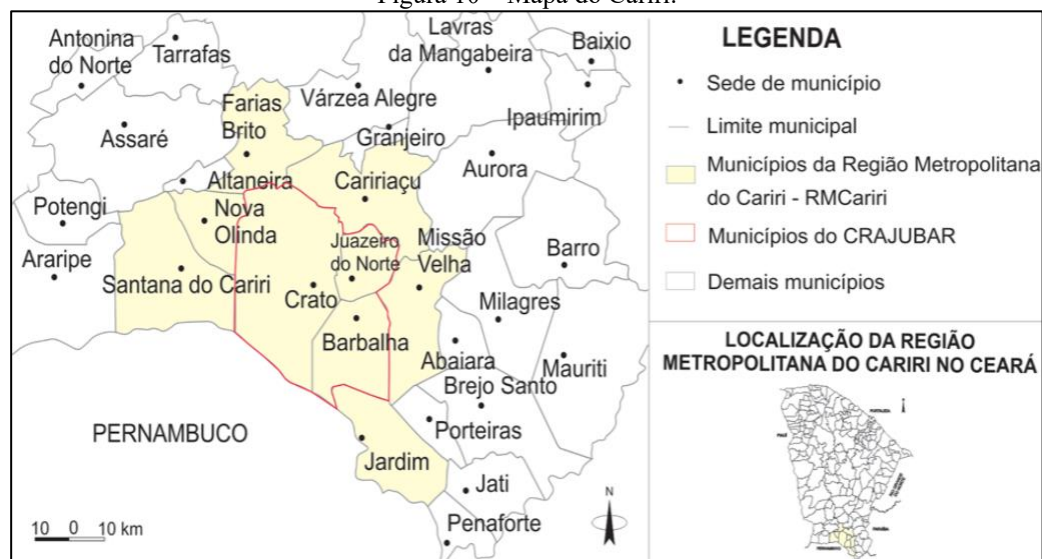 Figura 10 – Mapa do Cariri.
Antonina
do Norte
Tarrafas
Lavras
da Mangabeira
Baixio
Várzea Alegre
Ipaumirim
Farias
Brito
Assaré
Granjeiro
Aurora
Altaneira
Caririaçu
Potengi
Nova
Olinda
Juazeiro
do Norte
Missão
Velha
Barro
Araripe
Santana do Cariri
Crato
Milagres
Barbalha
Abaiara
Mauriti
Brejo Santo
PERNAMBUCO
Porteiras
Jardim
Jati
Penaforte
10 0 10 km
N
LEGENDA
Sede de município
Limite municipal
Municípios da Região Metropolitana
do Cariri - RMCariri
Municípios do CRAJUBAR
Demais municípios
LOCALIZAÇÃO DA REGIÃO
METROPOLITANA DO CARIRI NO CEARÁ
FORTALEZA
PIAUÍ
PARAÍBA
PERNAMBUCO